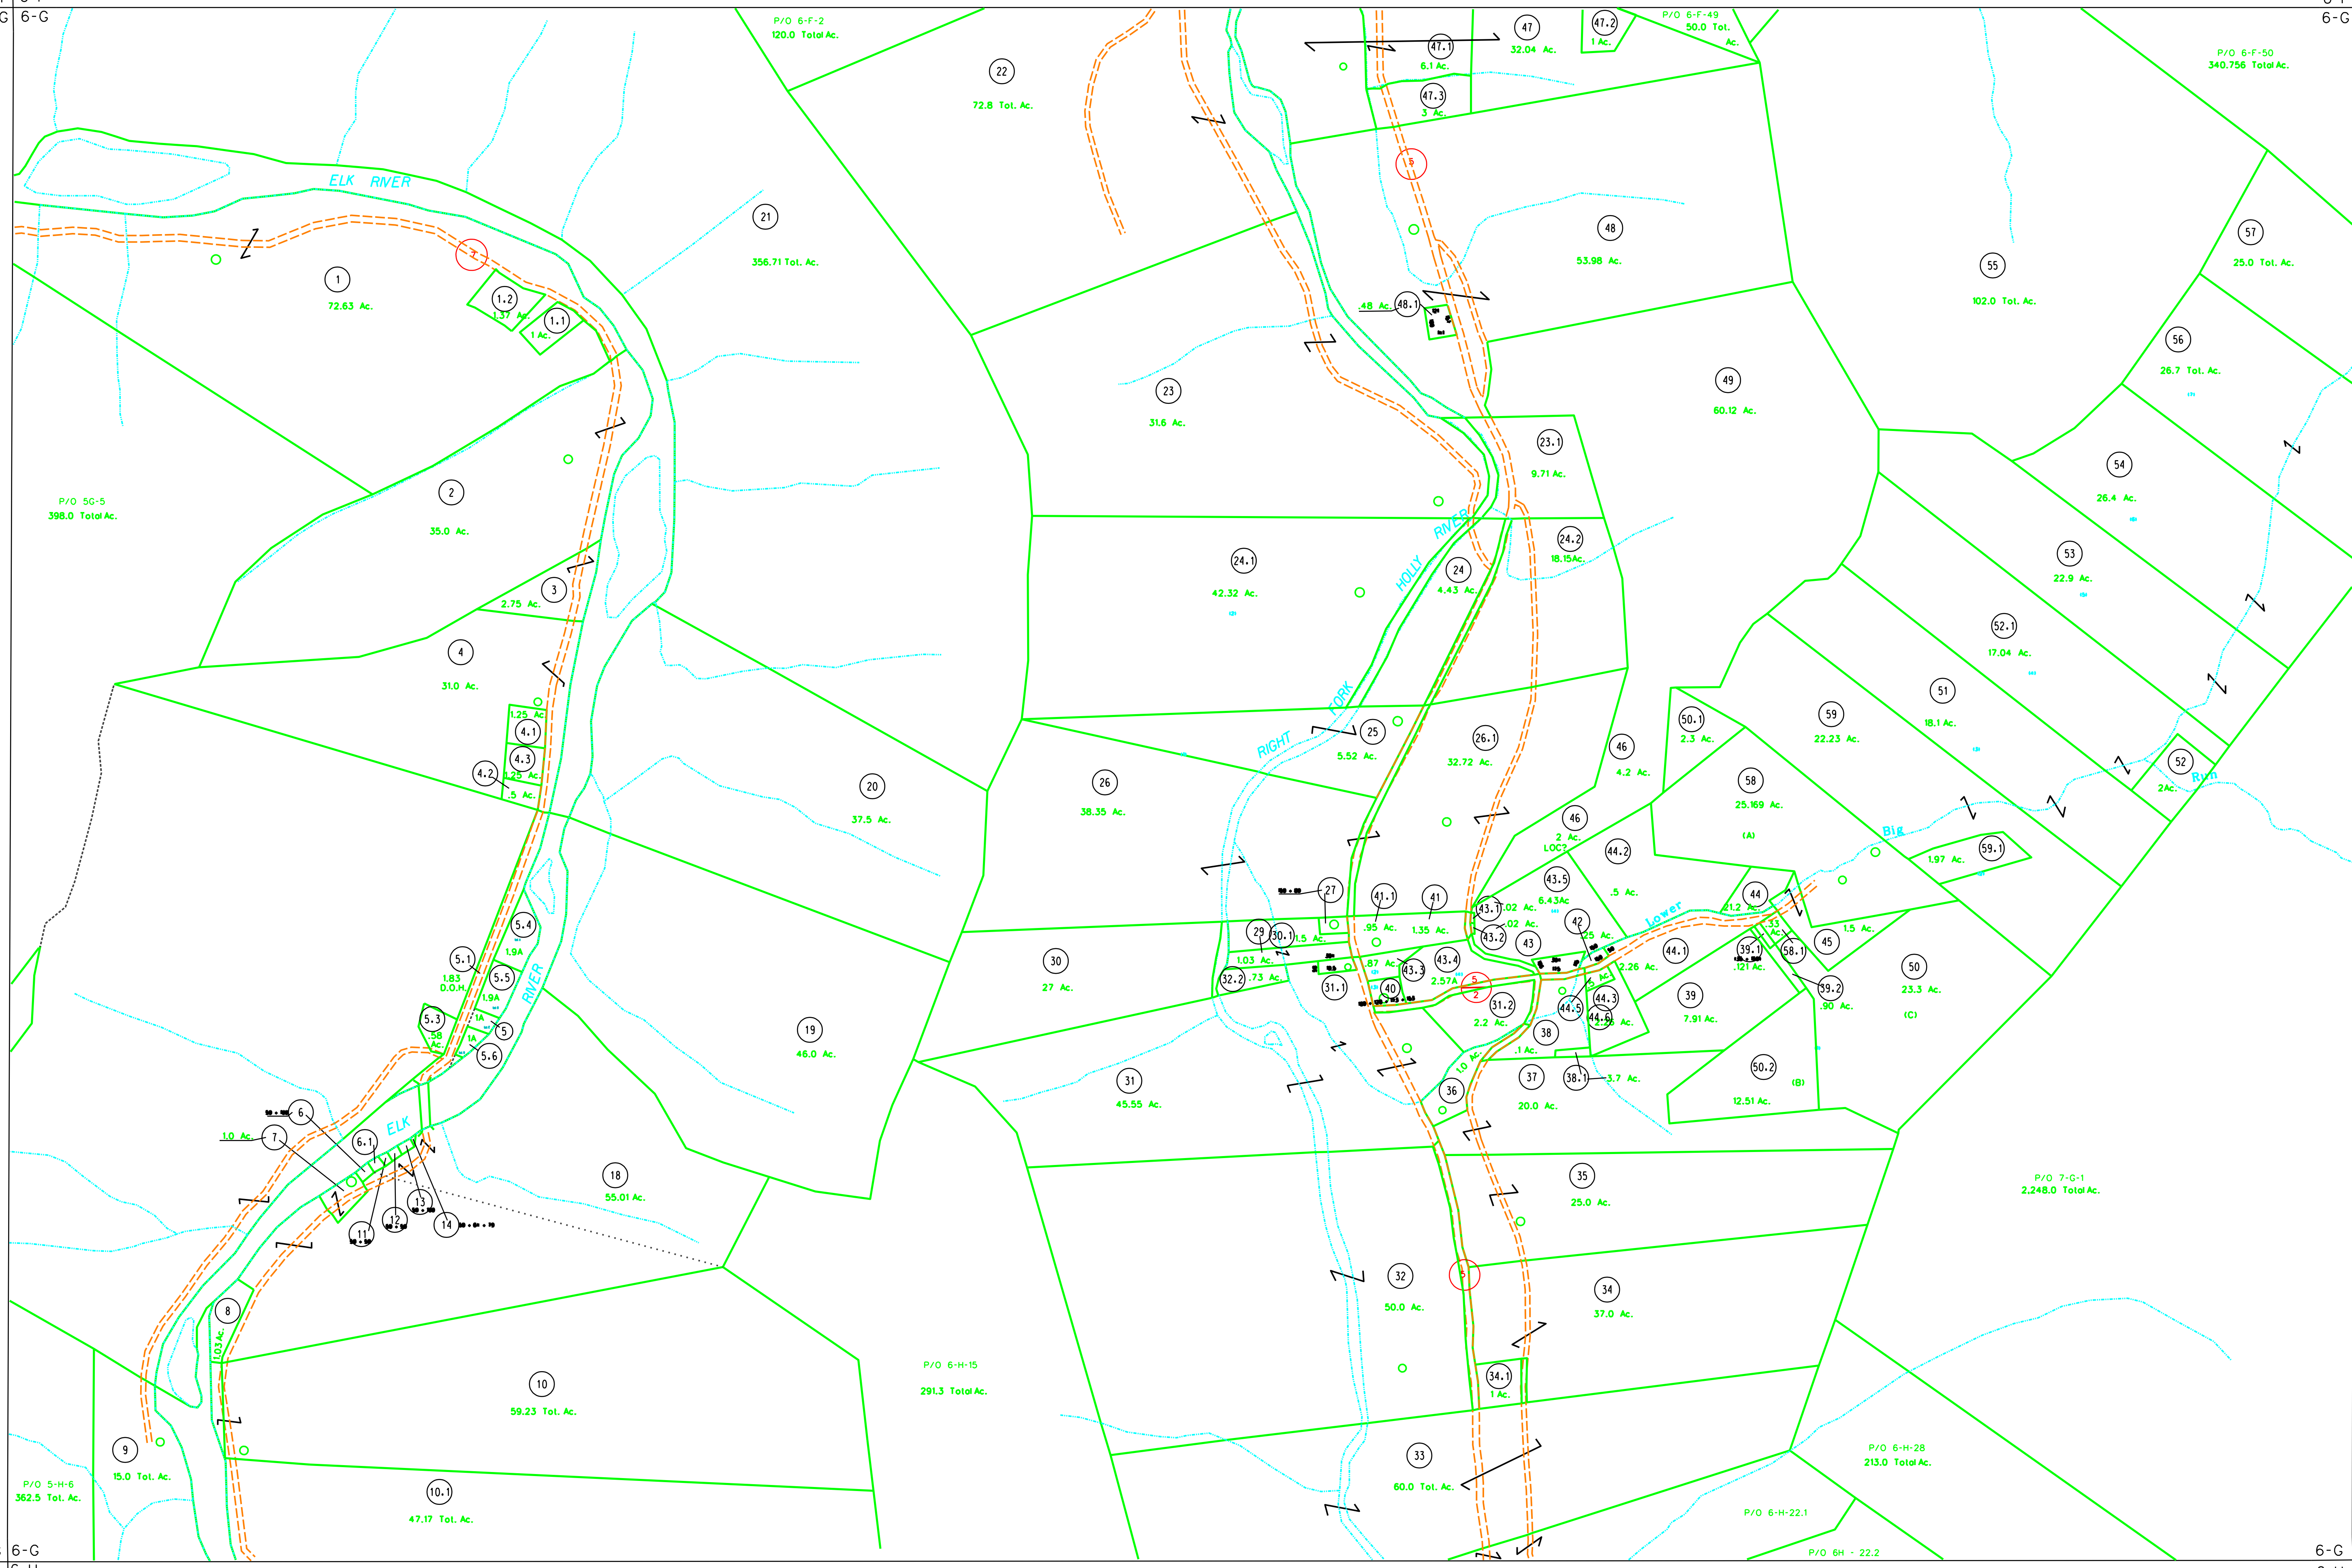 6-G
6-G
P/O 6-F-2
120.0 Total Ac.
22
72.8 Tot. Ac.
47.1
6.1 Ac.
47
32.04 Ac.
47.2
1 Ac.
P/O 6-F-49
50.0 Tot.
Ac.
P/O 6-F-50
340.756 Total Ac.
47.3
3 Ac.
5
ELK RIVER
21
356.71 Tot. Ac.
48
53.98 Ac.
55
102.0 Tot. Ac.
57
25.0 Tot. Ac.
1
72.63 Ac.
1.2
1.37 Ac.
1.1
1 Ac.
.48 Ac.
48.1
56
26.7 Tot. Ac.
23
31.6 Ac.
49
60.12 Ac.
23.1
9.71 Ac.
54
26.4 Ac.
P/O 5G-5
398.0 Total Ac.
2
35.0 Ac.
24.1
42.32 Ac.
RIGHT FORK HOLLY RIVER
24
4.43 Ac.
24.2
18.15Ac.
53
22.9 Ac.
3
2.75 Ac.
52.1
17.04 Ac.
4
31.0 Ac.
1.25 Ac
4.1
4.3
1.25 Ac.
4.2
.5 Ac.
20
37.5 Ac.
26
38.35 Ac.
25
5.52 Ac.
26.1
32.72 Ac.
46
4.2 Ac.
50.1
2.3 Ac.
59
22.23 Ac.
51
18.1 Ac.
58
25.169 Ac.
(A)
52
2Ac.
Lower Big Run
46
2 Ac.
LOC?
44.2
.5 Ac.
59.1
1.97 Ac.
43.5
6.43Ac
44
21.2 Ac.
27
41.1
.95 Ac.
41
1.35 Ac.
43.1
.02 Ac.
43.2
.02 Ac.
42
.25 Ac.
43
29
30.1
1.5 Ac.
1.03 Ac.
32.2
.73 Ac.
31.1
.87 Ac.
43.3
43.4
2.57A
40
5
2
44.1
2.26 Ac.
39.1
.121 Ac.
.33
Ac.
58.1
45
1.5 Ac.
39.2
.90 Ac.
50
23.3 Ac.
(C)
30
27 Ac.
5.4
1.9A
5.1
1.83
O.O.H.
5.5
1.9A
5
1A
5.6
1A
5.3
.58
Ac.
RIVER
19
46.0 Ac.
31.2
2.2 Ac.
44.5
44.3
44.6
2.26 Ac.
39
7.91 Ac.
38
.1 Ac.
38.1
3.7 Ac.
37
20.0 Ac.
36
1.0 Ac.
50.2
(B)
12.51 Ac.
31
45.55 Ac.
6
1.0 Ac.
7
6.1
ELK
11
12
13
14
18
55.01 Ac.
35
25.0 Ac.
P/O 7-G-1
2,248.0 Total Ac.
5
32
50.0 Ac.
34
37.0 Ac.
34.1
1 Ac.
8
1.03Ac.
10
59.23 Tot. Ac.
P/O 6-H-15
291.3 Total Ac.
9
15.0 Tot. Ac.
P/O 5-H-6
362.5 Tot. Ac.
10.1
47.17 Tot. Ac.
33
60.0 Tot. Ac.
P/O 6-H-28
213.0 Total Ac.
P/O 6-H-22.1
P/O 6H - 22.2
6-G
6-G